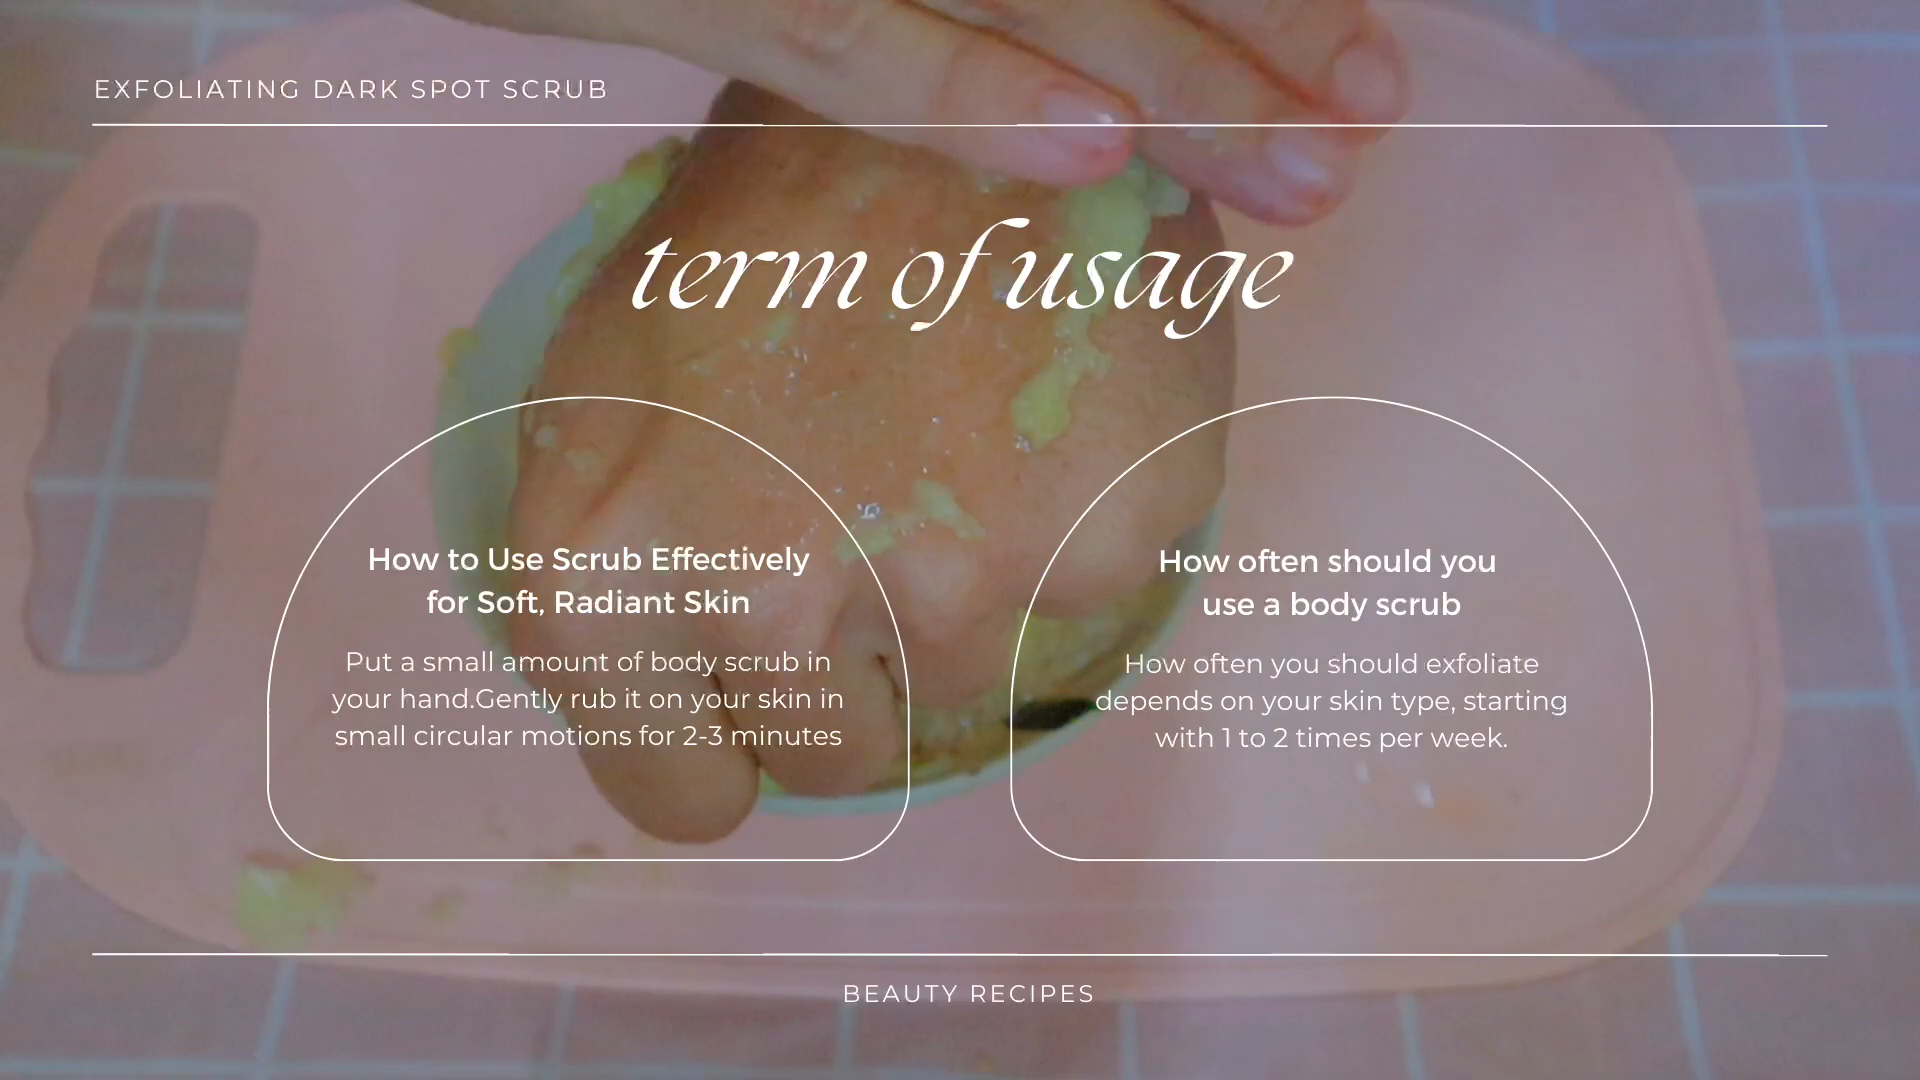 EXFOLIATING DARK SPOT SCRUB
term of usage
How to Use Scrub Effectively
for Soft, Radiant Skin
Put a small amount of body scrub in
your hand.Gently rub it on your skin in
small circular motions for 2-3 minutes
How often should you
use a body scrub
How often you should exfoliate
depends on your skin type, starting
with 1 to 2 times per week.
BEAUTY RECIPES